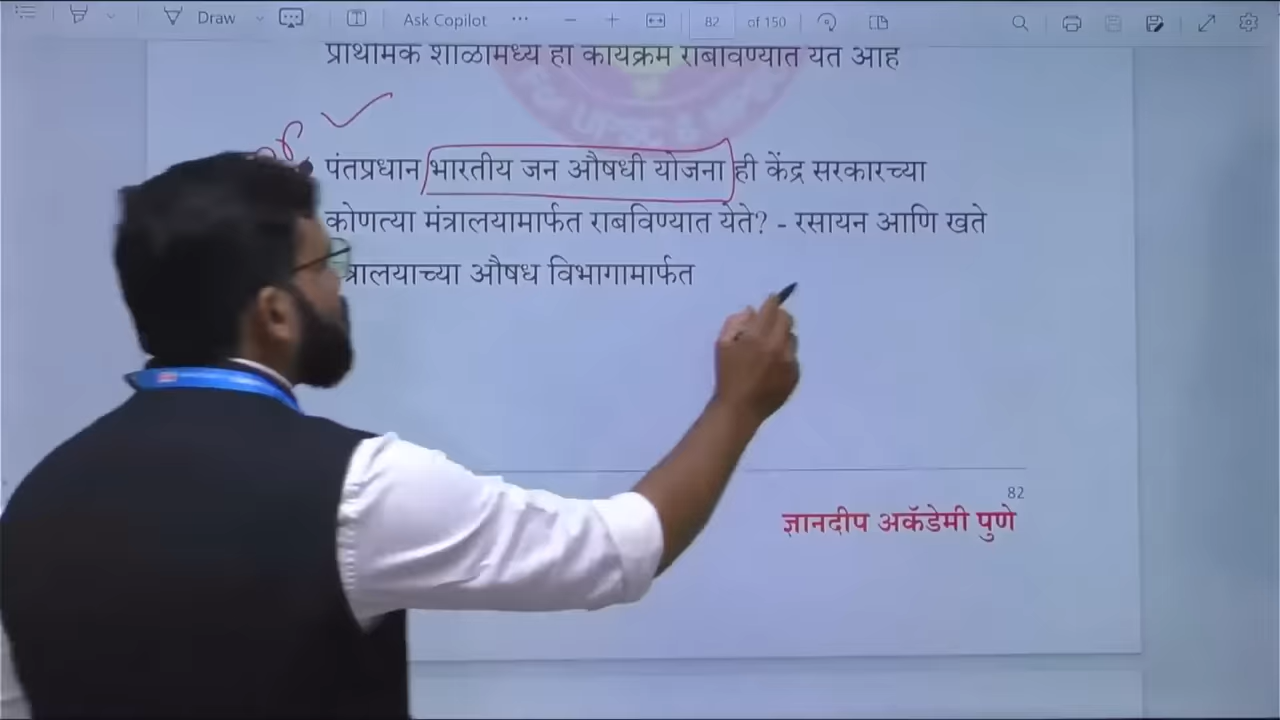 Draw
Ask Copilot
82 of 150
प्राथमिक शाळांमध्ये हा कार्यक्रम राबविण्यात येत आहे
UPSC &
पंतप्रधान भारतीय जन औषधी योजना ही केंद्र सरकारच्या
कोणत्या मंत्रालयामार्फत राबविण्यात येते? - रसायन आणि खते
त्रालयाच्या औषध विभागामार्फत
82
ज्ञानदीप अकॅडेमी पुणे